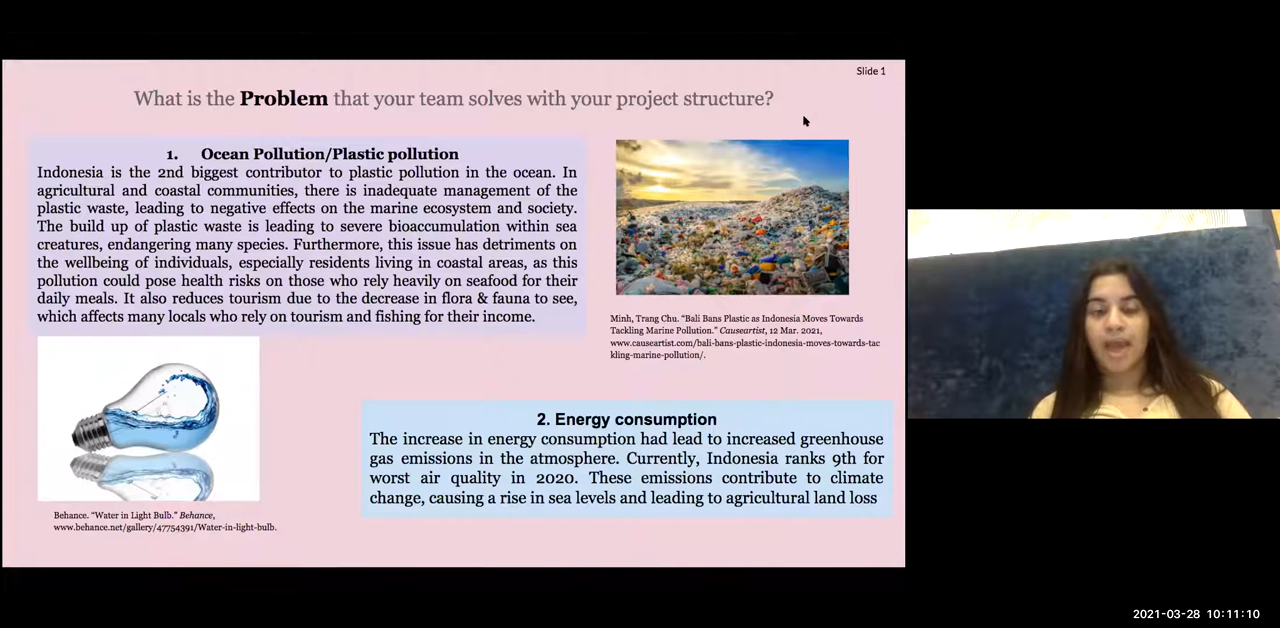 Slide 1
What is the Problem that your team solves with your project structure?
1. Ocean Pollution/Plastic pollution
Indonesia is the 2nd biggest contributor to plastic pollution in the ocean. In
agricultural and coastal communities, there is inadequate management of the
plastic waste, leading to negative effects on the marine ecosystem and society.
The build up of plastic waste is leading to severe bioaccumulation within sea
creatures, endangering many species. Furthermore, this issue has detriments on
the wellbeing of individuals, especially residents living in coastal areas, as this
pollution could pose health risks on those who rely heavily on seafood for their
daily meals. It also reduces tourism due to the decrease in flora & fauna to see,
which affects many locals who rely on tourism and fishing for their income.
Minh, Trang Chu. “Bali Bans Plastic as Indonesia Moves Towards
Tackling Marine Pollution.” Causeartist, 12 Mar. 2021,
www.causeartist.com/bali-bans-plastic-indonesia-moves-towards-tac
kling-marine-pollution/.
2. Energy consumption
The increase in energy consumption had lead to increased greenhouse
gas emissions in the atmosphere. Currently, Indonesia ranks 9th for
worst air quality in 2020. These emissions contribute to climate
change, causing a rise in sea levels and leading to agricultural land loss
Behance. “Water in Light Bulb.” Behance,
www.behance.net/gallery/47754391/Water-in-light-bulb.
2021-03-28 10:11:10